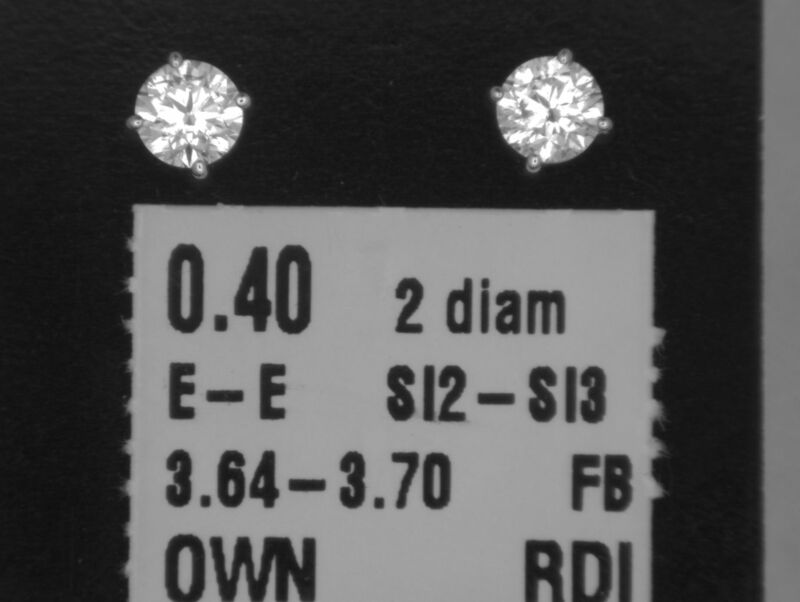 0.40 2 diam
E-E SI2-SI3
3.64-3.70 FB
OWN RDI